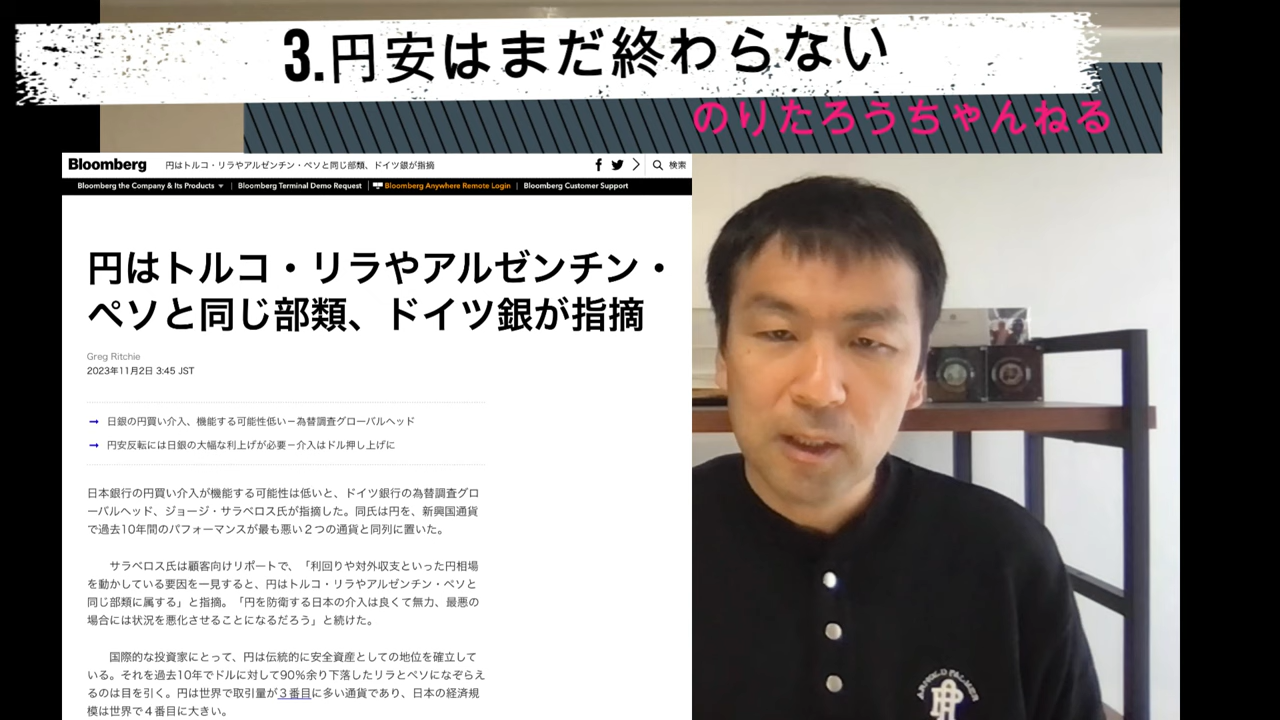 3.円安はまだ終わらない
のりたろうちゃんねる
Bloomberg 円はトルコ・リラやアルゼンチン・ペソと同じ部類、ドイツ銀が指摘 検索
Bloomberg the Company & Its Products Bloomberg Terminal Demo Request Bloomberg Anywhere Remote Login Bloomberg Customer Support
円はトルコ・リラやアルゼンチン・
ペソと同じ部類、ドイツ銀が指摘
Greg Ritchie
2023年11月2日 3:45 JST
日銀の円買い介入、機能する可能性低い－為替調査グローバルヘッド
円安反転には日銀の大幅な利上げが必要－介入はドル押し上げに
日本銀行の円買い介入が機能する可能性は低いと、ドイツ銀行の為替調査グロ
ーバルヘッド、ジョージ・サラベロス氏が指摘した。同氏は円を、新興国通貨
で過去10年間のパフォーマンスが最も悪い２つの通貨と同列に置いた。
サラベロス氏は顧客向けリポートで、「利回りや対外収支といった円相場
を動かしている要因を一見すると、円はトルコ・リラやアルゼンチン・ペソと
同じ部類に属する」と指摘。「円を防衛する日本の介入は良くて無力、最悪の
場合には状況を悪化させることになるだろう」と続けた。
国際的な投資家にとって、円は伝統的に安全資産としての地位を確立して
いる。それを過去10年でドルに対して90％余り下落したリラとペソになぞらえ
るのは目を引く。円は世界で取引量が３番目に多い通貨であり、日本の経済規
模は世界で４番目に大きい。
ARNOLD PALMER